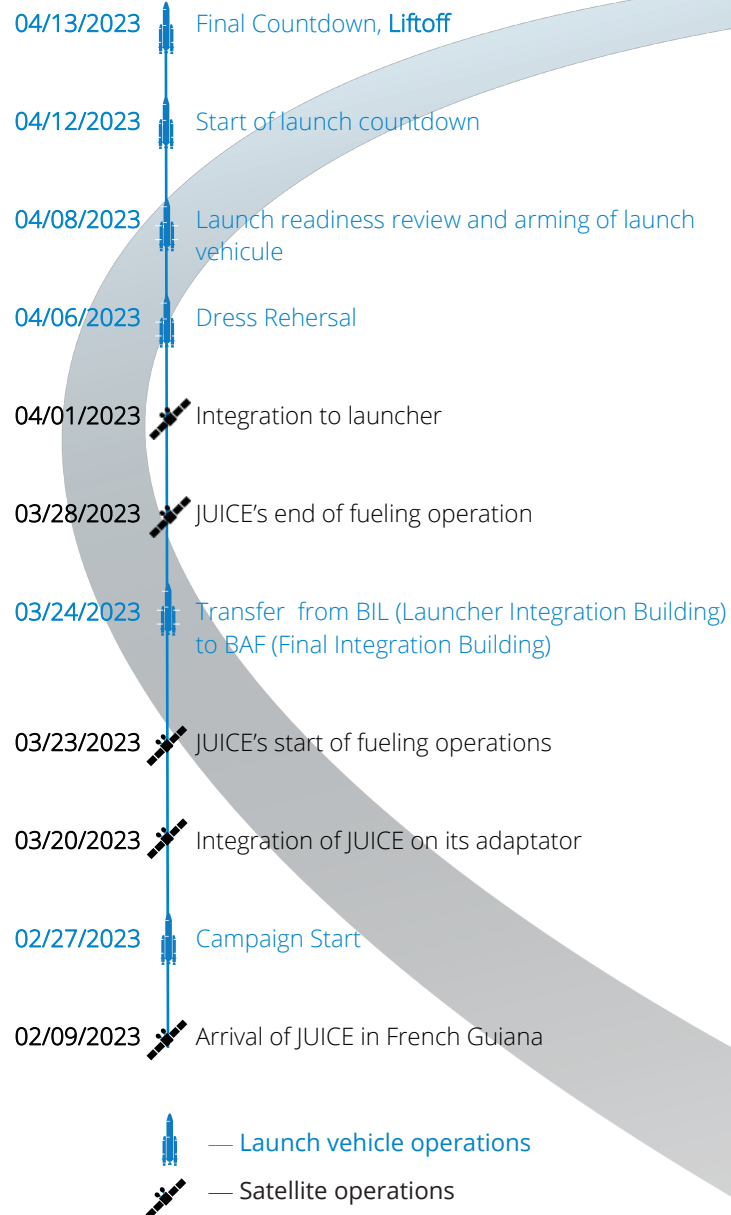 04/13/2023 Final Countdown, Liftoff
04/12/2023 Start of launch countdown
04/08/2023 Launch readiness review and arming of launch
vehicule
04/06/2023 Dress Rehersal
04/01/2023 Integration to launcher
03/28/2023 JUICE’s end of fueling operation
03/24/2023 Transfer from BIL (Launcher Integration Building)
to BAF (Final Integration Building)
03/23/2023 JUICE’s start of fueling operations
03/20/2023 Integration of JUICE on its adaptator
02/27/2023 Campaign Start
02/09/2023 Arrival of JUICE in French Guiana
— Launch vehicle operations
— Satellite operations